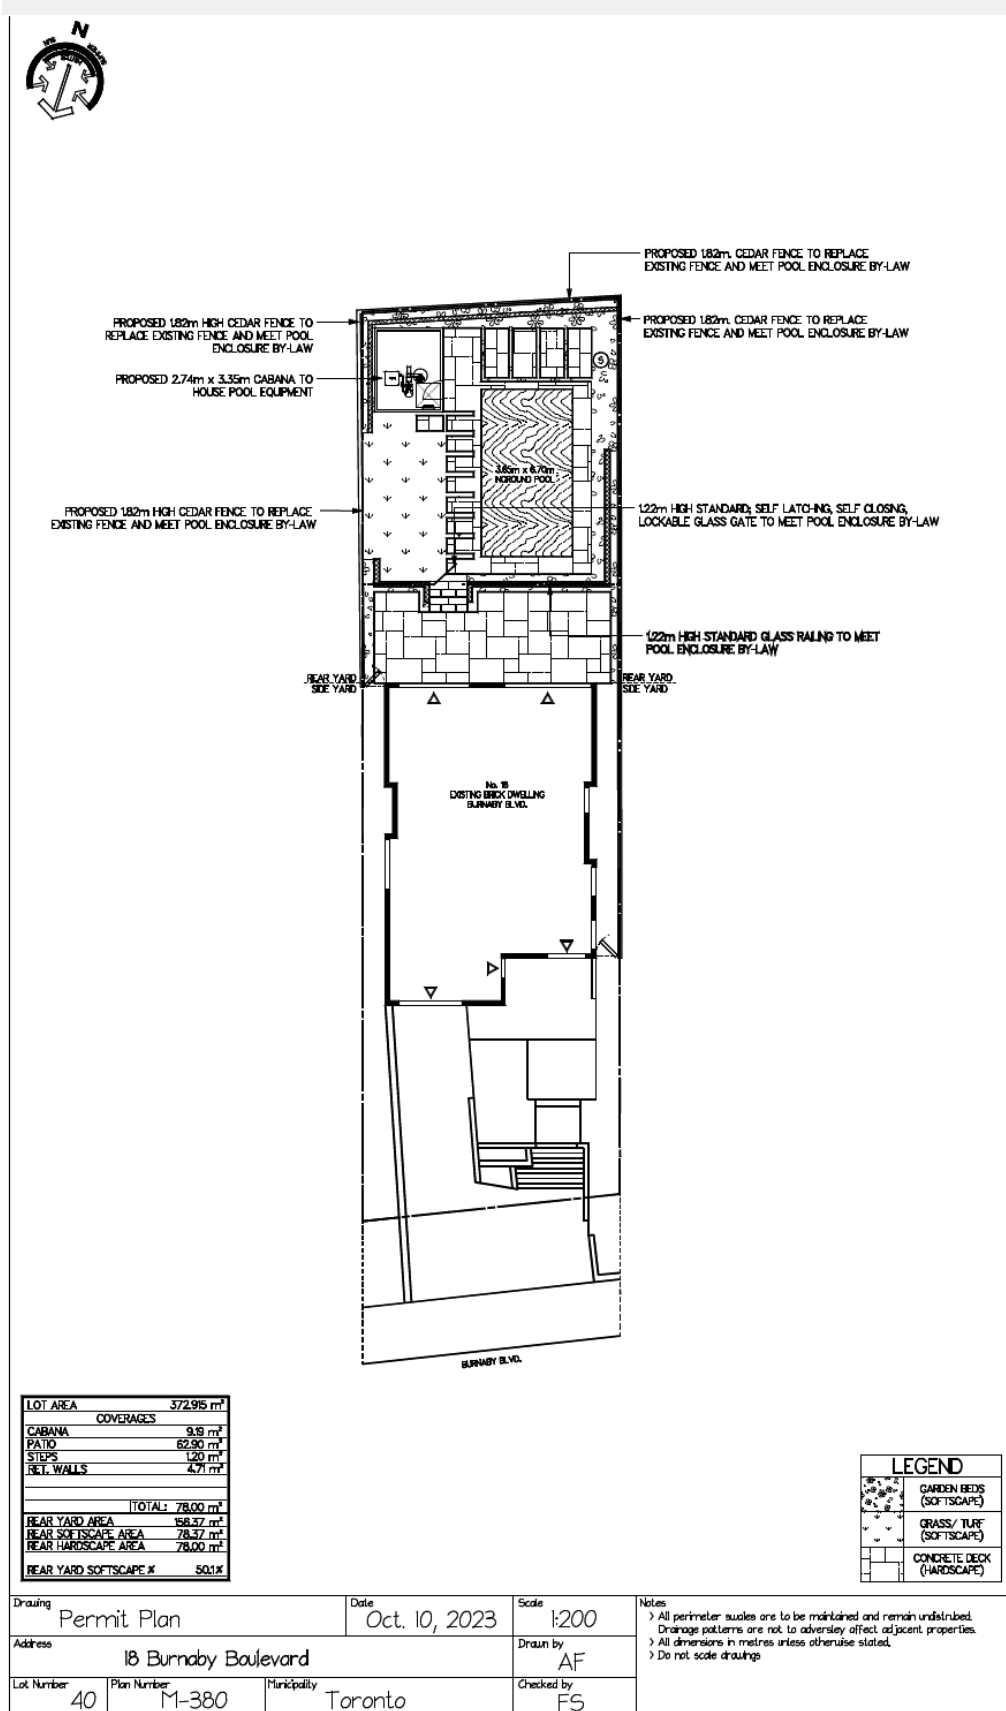 N
PROPOSED 1.82m. CEDAR FENCE TO REPLACE
EXISTING FENCE AND MEET POOL ENCLOSURE BY-LAW
PROPOSED 1.82m HIGH CEDAR FENCE TO
REPLACE EXISTING FENCE AND MEET POOL
ENCLOSURE BY-LAW
PROPOSED 1.82m. CEDAR FENCE TO REPLACE
EXISTING FENCE AND MEET POOL ENCLOSURE BY-LAW
S
PROPOSED 2.74m x 3.35m CABANA TO
HOUSE POOL EQUIPMENT
3.65m x 6.70m
INGROUND POOL
PROPOSED 1.82m HIGH CEDAR FENCE TO REPLACE
EXISTING FENCE AND MEET POOL ENCLOSURE BY-LAW
1.22m HIGH STANDARD, SELF LATCHING, SELF CLOSING,
LOCKABLE GLASS GATE TO MEET POOL ENCLOSURE BY-LAW
1.22m HIGH STANDARD GLASS RAILING TO MEET
POOL ENCLOSURE BY-LAW
REAR YARD
SIDE YARD
REAR YARD
SIDE YARD
No. 18
EXISTING BRICK DWELLING
BURNABY BLVD.
BURNABY BLVD.
LOT AREA 372.915 m²
COVERAGES
CABANA 9.19 m²
PATIO 62.90 m²
STEPS 1.20 m²
RET. WALLS 4.71 m²
TOTAL: 78.00 m²
REAR YARD AREA 156.37 m²
REAR SOFTSCAPE AREA 78.37 m²
REAR HARDSCAPE AREA 78.00 m²
REAR YARD SOFTSCAPE % 50.1%
LEGEND
GARDEN BEDS
(SOFTSCAPE)
GRASS/ TURF
(SOFTSCAPE)
CONCRETE DECK
(HARDSCAPE)
Drawing
Permit Plan
Date
Oct. 10, 2023
Scale
1:200
Address
18 Burnaby Boulevard
Drawn by
AF
Lot Number
40
Plan Number
M-380
Municipality
Toronto
Checked by
FS
Notes
> All perimeter swales are to be maintained and remain undistrubed.
Drainage patterns are not to adversley affect adjacent properties.
> All dimensions in metres unless otherwise stated.
> Do not scale drawings